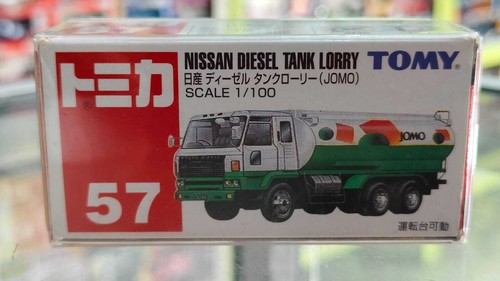 トミカ
57
NISSAN DIESEL TANK LORRY
日産 ディーゼル タンクローリー(JOMO)
SCALE 1/100
TOMY
JOMO
運転台可動